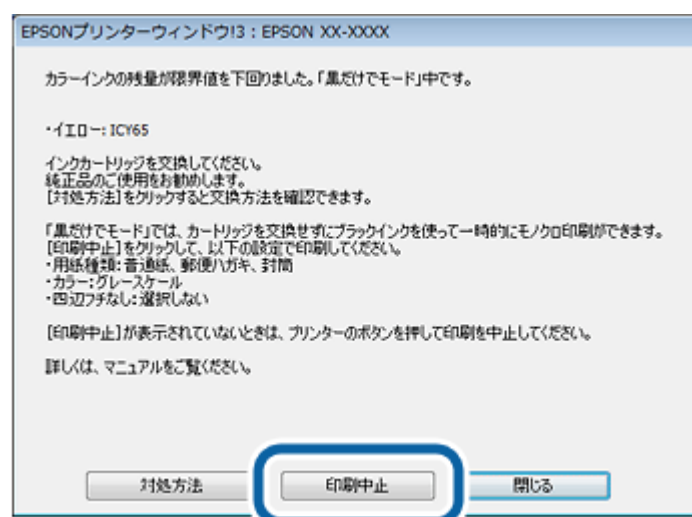 EPSONプリンターウィンドウ!3 : EPSON XX-XXXX
カラーインクの残量が限界値を下回りました。「黒だけでモード」中です。
・イエロー: ICY65
インクカートリッジを交換してください。
純正品のご使用をお勧めします。
[対処方法]をクリックすると交換方法を確認できます。
「黒だけでモード」では、カートリッジを交換せずにブラックインクを使って一時的にモノクロ印刷ができます。
[印刷中止]をクリックして、以下の設定で印刷してください。
・用紙種類: 普通紙、郵便ハガキ、封筒
・カラー: グレースケール
・四辺フチなし: 選択しない
[印刷中止]が表示されていないときは、プリンターのボタンを押して印刷を中止してください。
詳しくは、マニュアルをご覧ください。
対処方法 印刷中止 閉じる